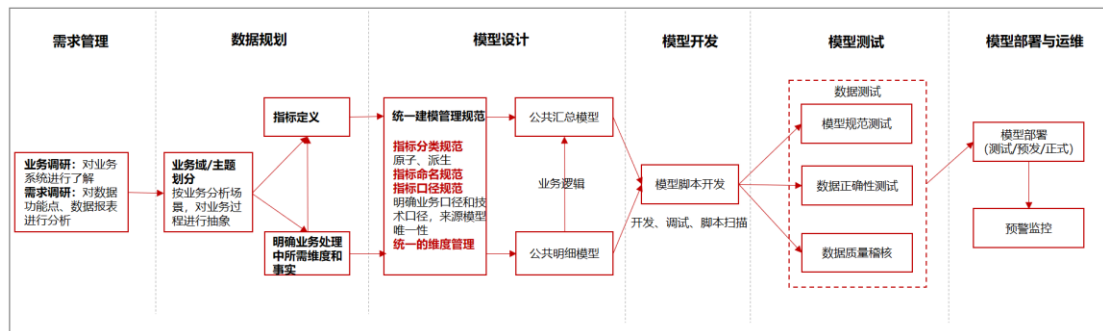 需求管理
数据规划
模型设计
模型开发
模型测试
模型部署与运维
业务调研：对业务
系统进行了解
需求调研：对数据
功能点、数据报表
进行分析
业务域/主题
划分
按业务分析场
景，对业务过
程进行抽象
指标定义
明确业务处理
中所需维度和
事实
统一建模管理规范
指标分类规范
原子、派生
指标命名规范
指标口径规范
明确业务口径和技
术口径，来源模型
唯一性
统一的维度管理
公共汇总模型
业务逻辑
公共明细模型
模型脚本开发
开发、调试、脚本扫描
数据测试
模型规范测试
数据正确性测试
数据质量稽核
模型部署
(测试/预发/正式)
预警监控